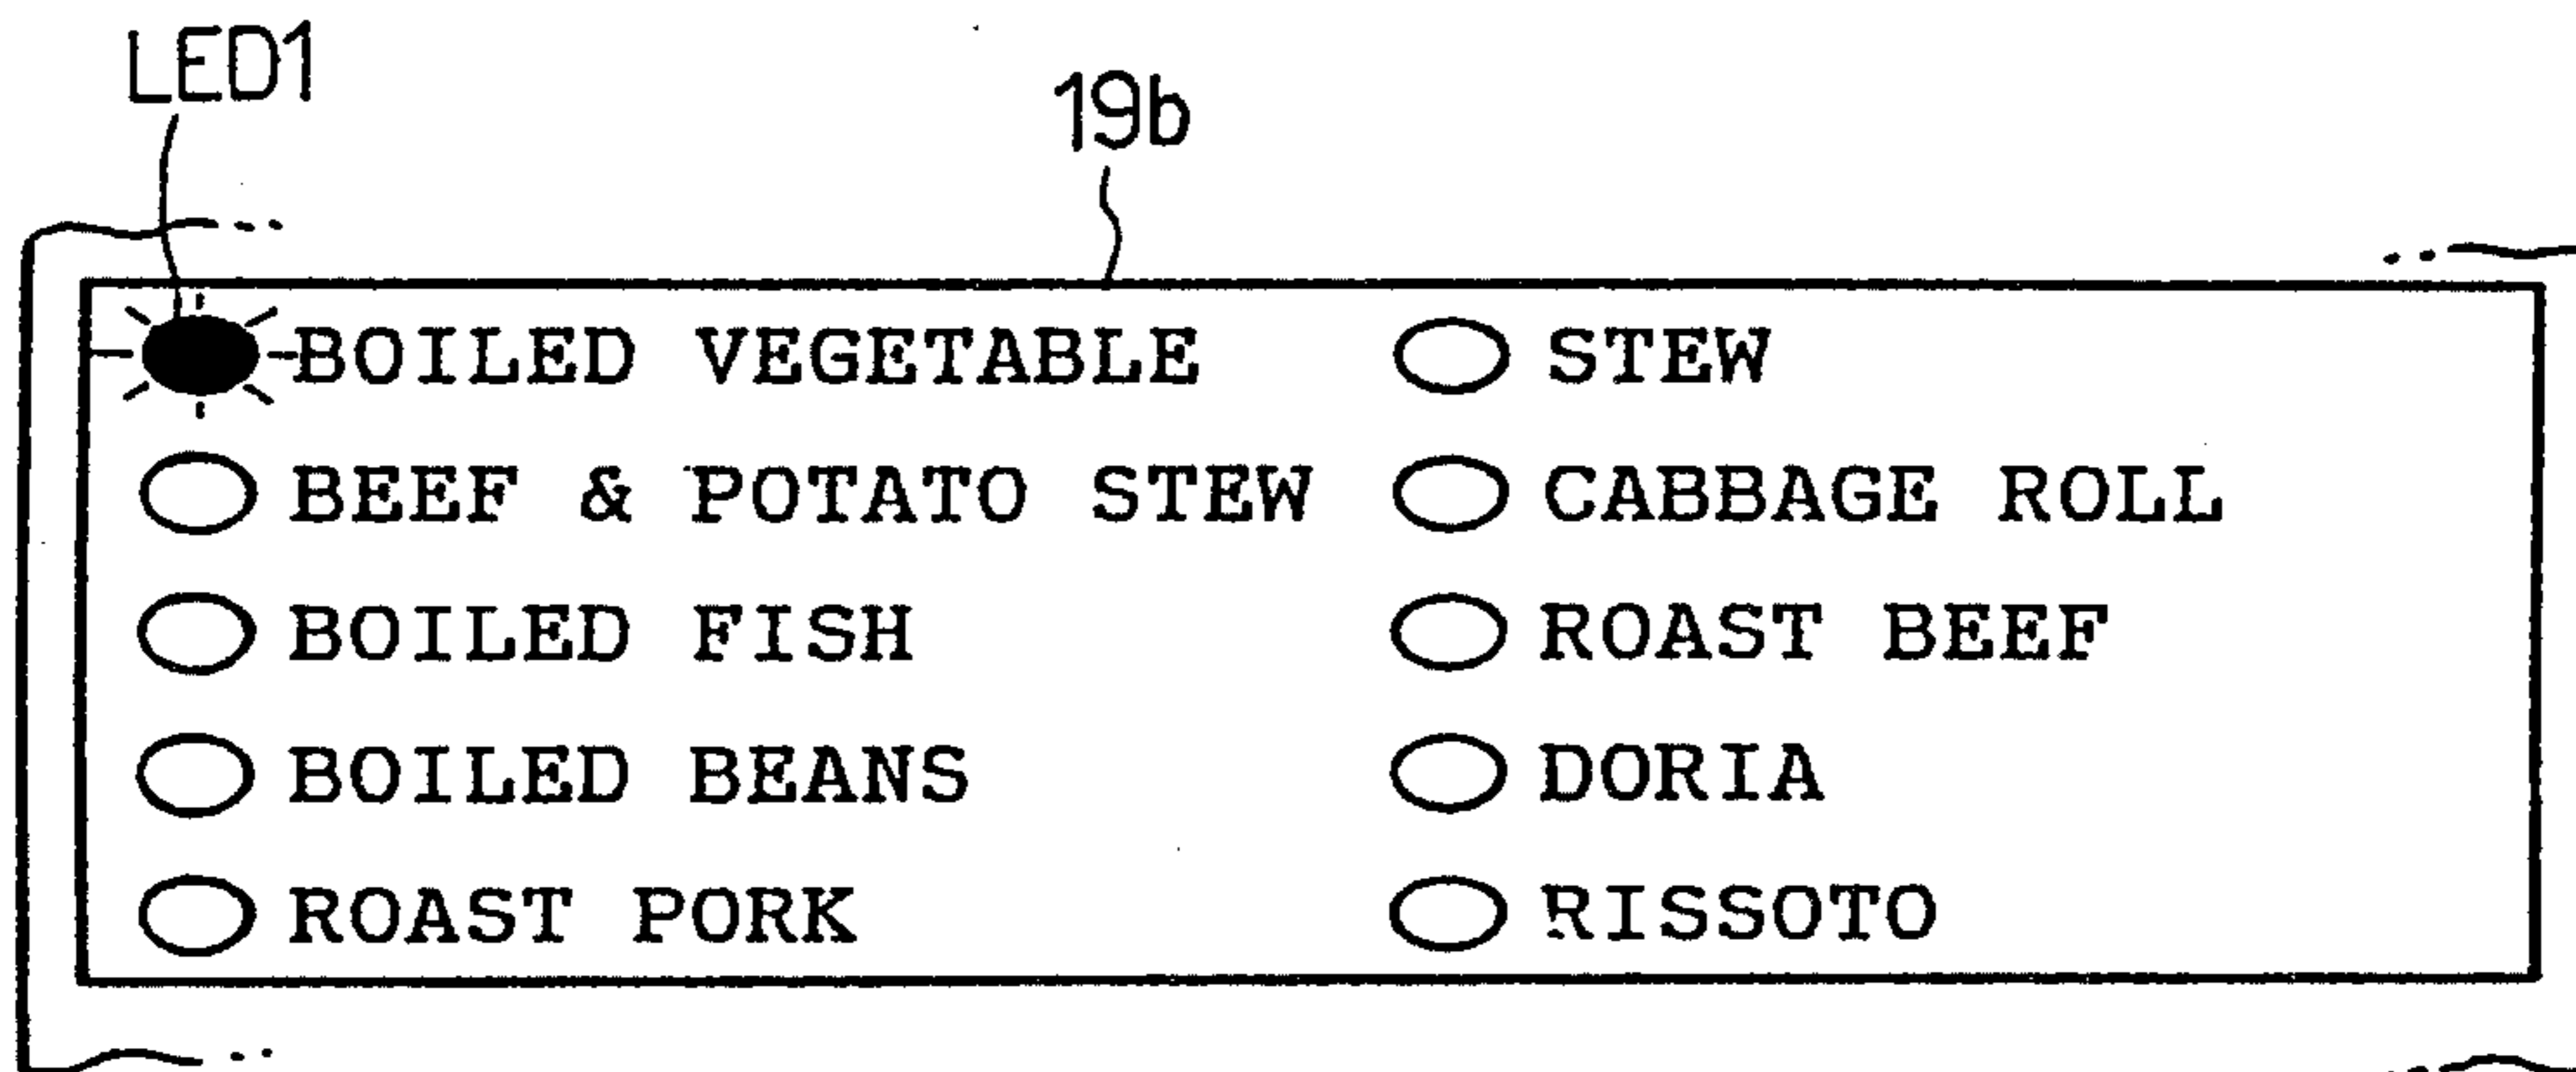 LED1
19b
BOILED VEGETABLE
STEW
BEEF & POTATO STEW
CABBAGE ROLL
BOILED FISH
ROAST BEEF
BOILED BEANS
DORIA
ROAST PORK
RISSOTO